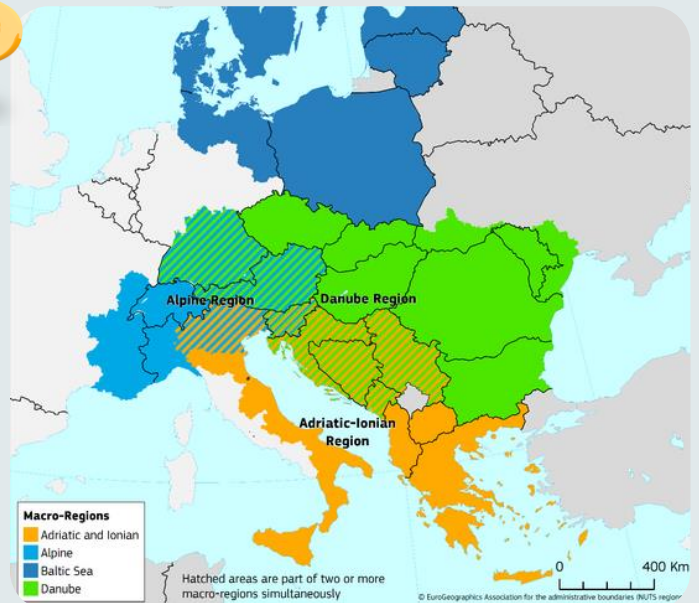 Alpine Region
Danube Region
Adriatic-Ionian
Region
Macro-Regions
Adriatic and Ionian
Alpine
Baltic Sea
Danube
Hatched areas are part of two or more
macro-regions simultaneously
0 400 Km
© EuroGeographics Association for the administrative boundaries (NUTS regions